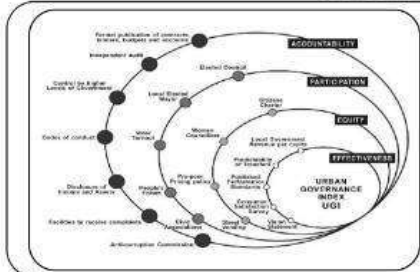 Formal publication of contracts,
tenders, budgets and accounts
Independent Audit
Control by higher
Levels of Government
Codes of conduct
Disclosure of
Income and Assets
Facilities to receive complaints
Anticorruption Commission
ACCOUNTABILITY
Elected Council
Local Elected
Mayor
Voter
Turnout
People's
Forum
Civic
Associations
PARTICIPATION
Citizens
Charter
Women
Councillors
Pro-poor
Pricing policy
Street
vending
EQUITY
Local Government
Revenue per capita
Predictability of
Transfers
Published
Performance
Standards
Consumer
Satisfaction
Survey
Vision
Statement
EFFECTIVENESS
URBAN
GOVERNANCE
INDEX
UGI